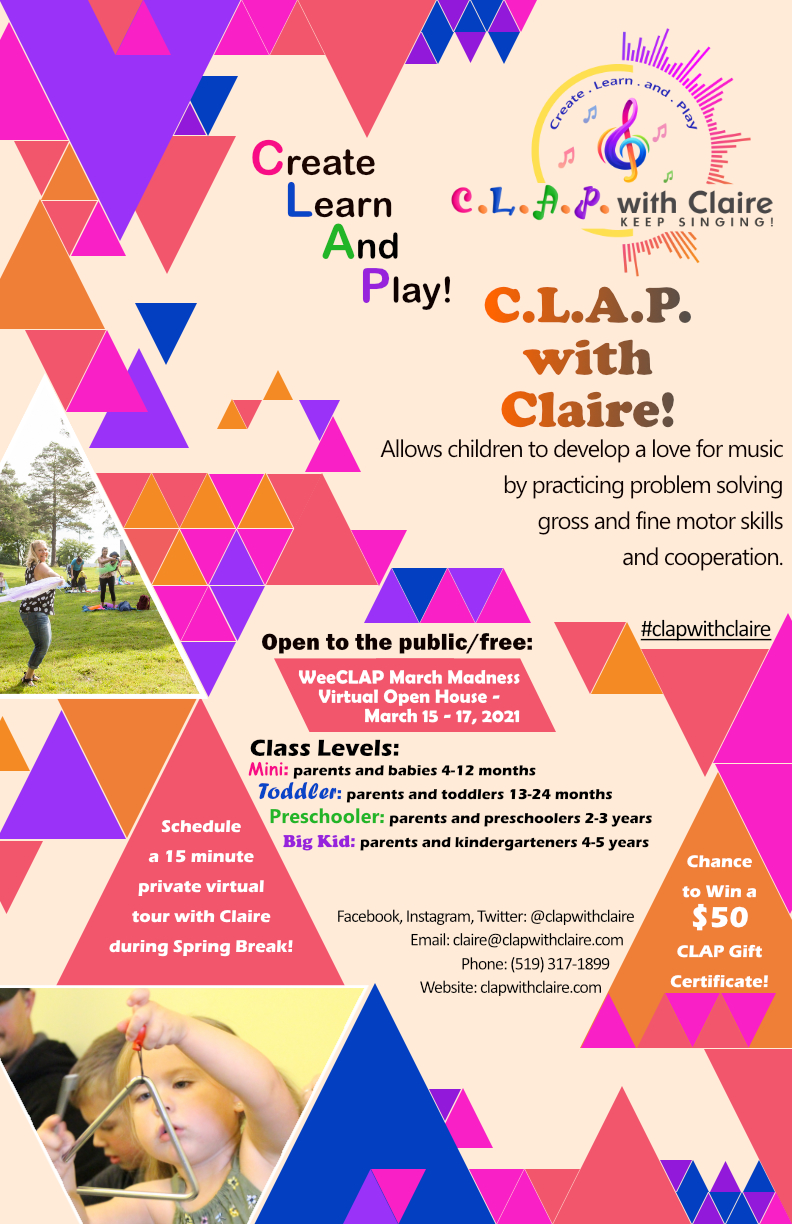 Create
Learn
And
Play!
Create . Learn . and . Play
C.L.A.P. with Claire
KEEP SINGING!
C.L.A.P.
with
Claire!
Allows children to develop a love for music
by practicing problem solving
gross and fine motor skills
and cooperation.
#clapwithclaire
Open to the public/free:
WeeCLAP March Madness
Virtual Open House -
March 15 - 17, 2021
Class Levels:
Mini: parents and babies 4-12 months
Toddler: parents and toddlers 13-24 months
Preschooler: parents and preschoolers 2-3 years
Big Kid: parents and kindergarteners 4-5 years
Schedule
a 15 minute
private virtual
tour with Claire
during Spring Break!
Chance
to Win a
$50
CLAP Gift
Certificate!
Facebook, Instagram, Twitter: @clapwithclaire
Email: claire@clapwithclaire.com
Phone: (519) 317-1899
Website: clapwithclaire.com